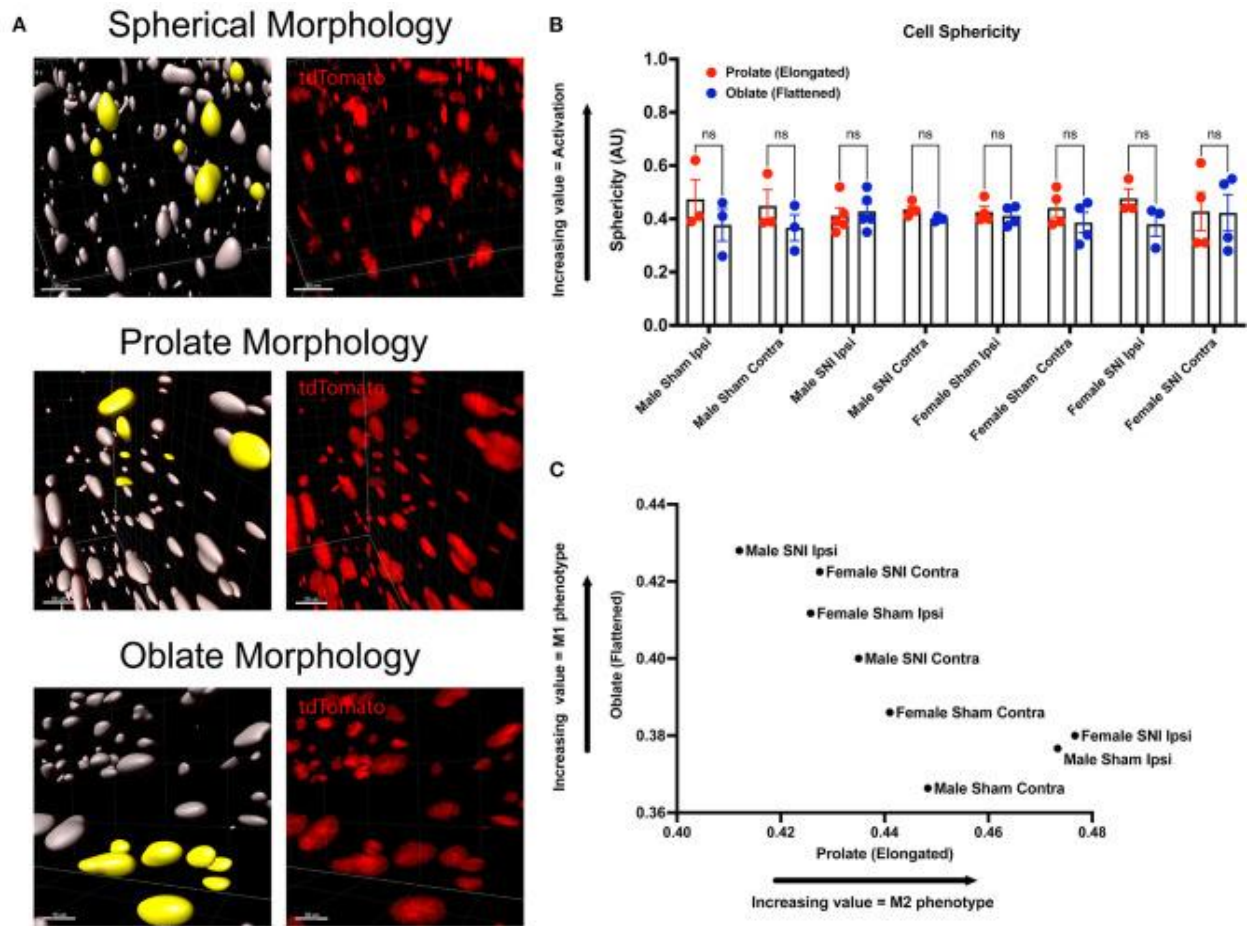 A
Spherical Morphology
tdTomato
Prolate Morphology
tdTomato
Oblate Morphology
tdTomato
B
Cell Sphericity
Increasing value = Activation
Sphericity (AU)
1.0
0.8
0.6
0.4
0.2
0.0
Prolate (Elongated)
Oblate (Flattened)
ns
ns
ns
ns
ns
ns
ns
ns
Male Sham Ipsi
Male Sham Contra
Male SNI Ipsi
Male SNI Contra
Female Sham Ipsi
Female Sham Contra
Female SNI Ipsi
Female SNI Contra
C
Increasing value = M1 phenotype
Oblate (Flattened)
0.44
0.42
0.40
0.38
0.36
Male SNI Ipsi
Female SNI Contra
Female Sham Ipsi
Male SNI Contra
Female Sham Contra
Female SNI Ipsi
Male Sham Ipsi
Male Sham Contra
0.40
0.42
0.44
0.46
0.48
Prolate (Elongated)
Increasing value = M2 phenotype